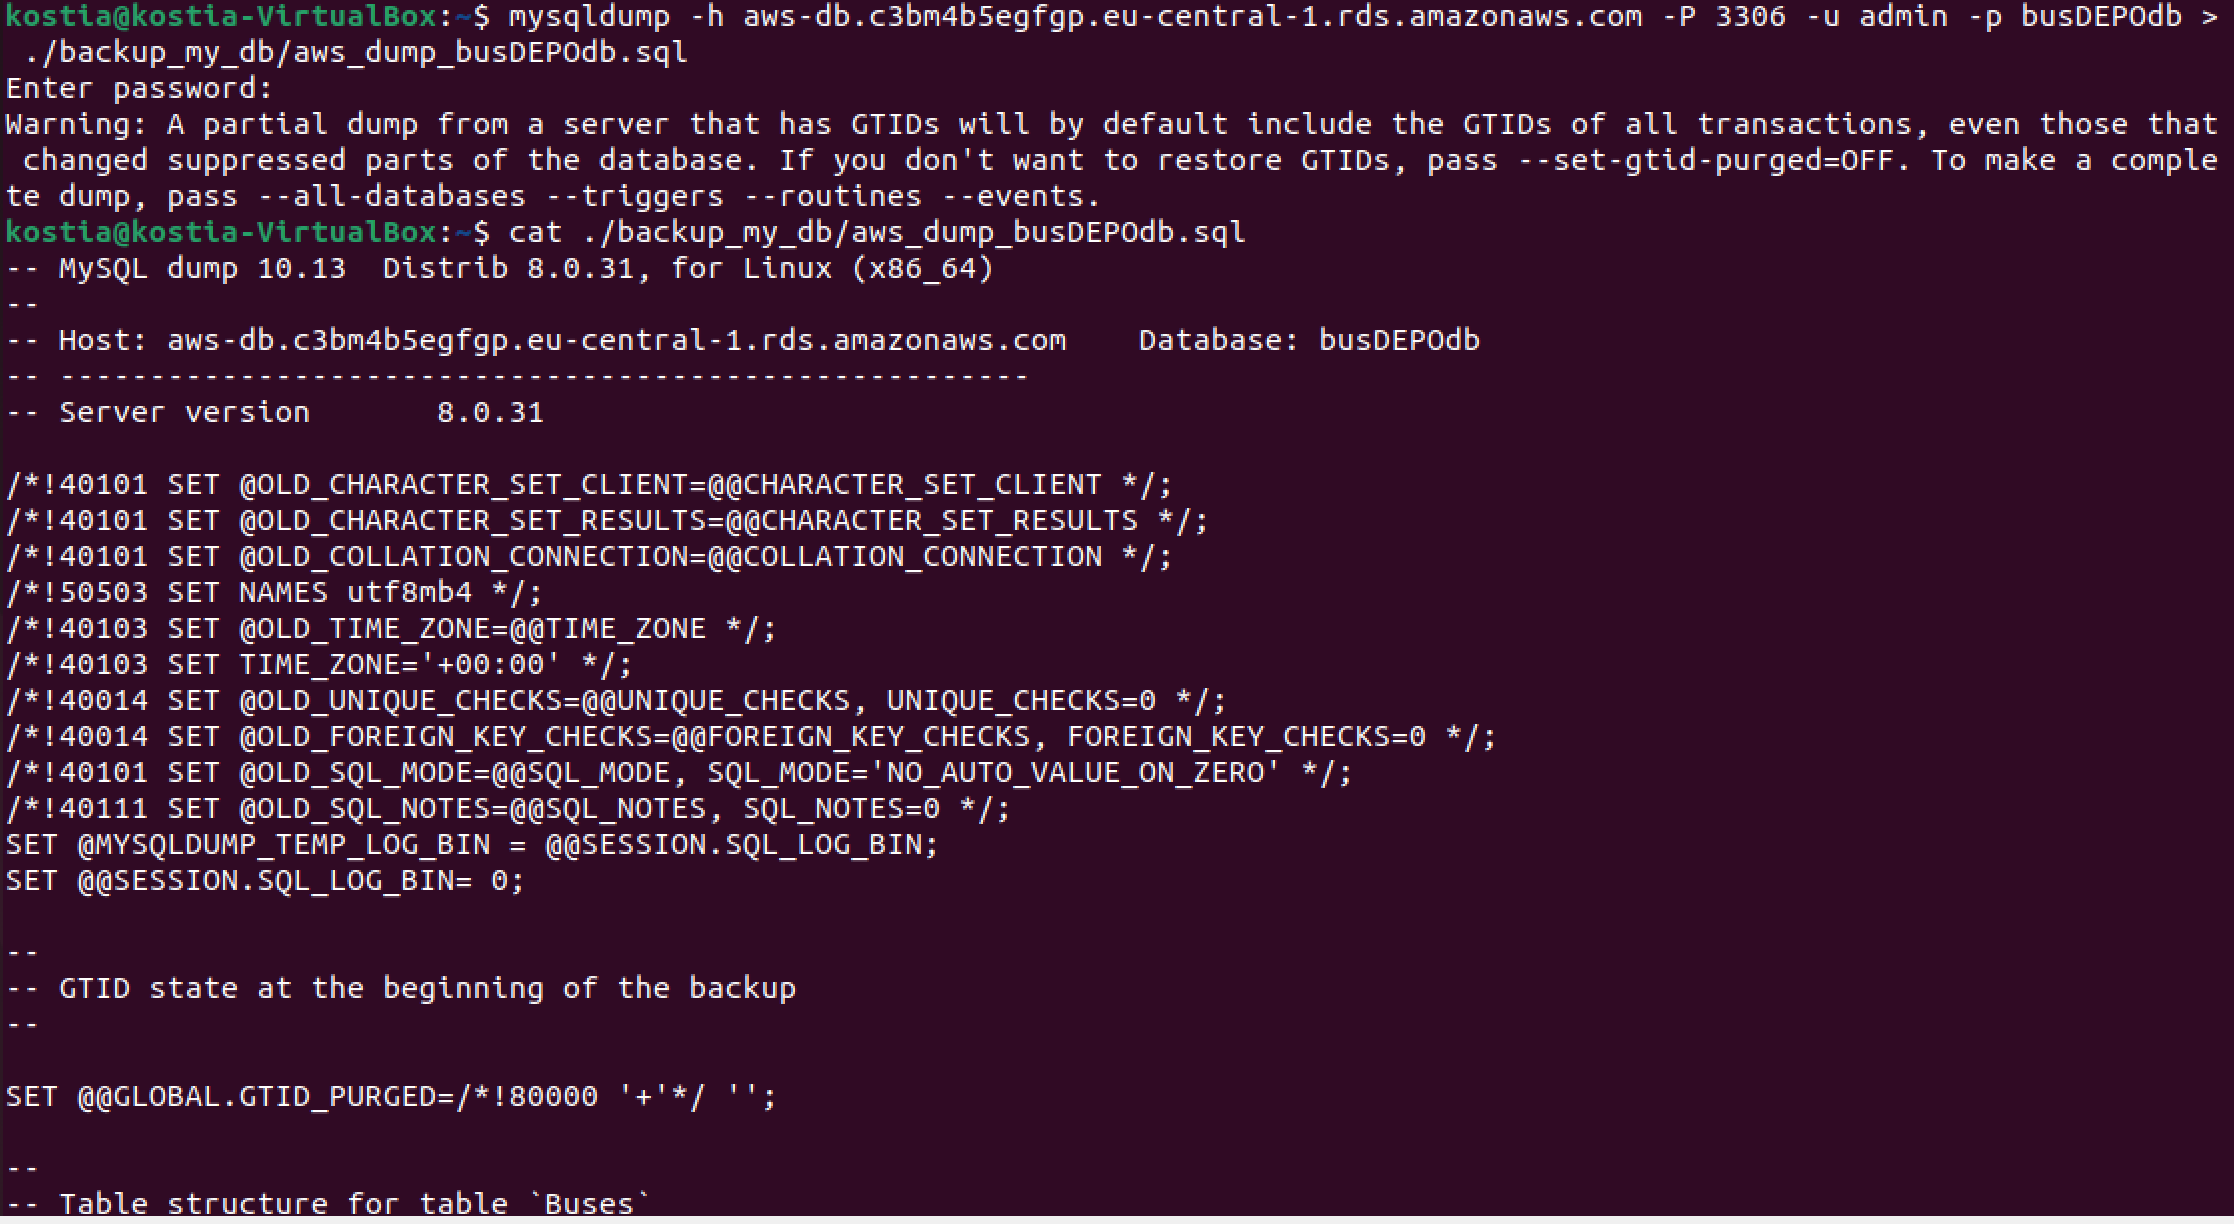 kostia@kostia-VirtualBox:~$ mysqldump -h aws-db.c3bm4b5egfgp.eu-central-1.rds.amazonaws.com -P 3306 -u admin -p busDEPOdb >
 ./backup_my_db/aws_dump_busDEPOdb.sql
Enter password:
Warning: A partial dump from a server that has GTIDs will by default include the GTIDs of all transactions, even those that
 changed suppressed parts of the database. If you don't want to restore GTIDs, pass --set-gtid-purged=OFF. To make a comple
te dump, pass --all-databases --triggers --routines --events.
kostia@kostia-VirtualBox:~$ cat ./backup_my_db/aws_dump_busDEPOdb.sql
-- MySQL dump 10.13  Distrib 8.0.31, for Linux (x86_64)
--
-- Host: aws-db.c3bm4b5egfgp.eu-central-1.rds.amazonaws.com    Database: busDEPOdb
-- ------------------------------------------------------
-- Server version       8.0.31
/*!40101 SET @OLD_CHARACTER_SET_CLIENT=@@CHARACTER_SET_CLIENT */;
/*!40101 SET @OLD_CHARACTER_SET_RESULTS=@@CHARACTER_SET_RESULTS */;
/*!40101 SET @OLD_COLLATION_CONNECTION=@@COLLATION_CONNECTION */;
/*!50503 SET NAMES utf8mb4 */;
/*!40103 SET @OLD_TIME_ZONE=@@TIME_ZONE */;
/*!40103 SET TIME_ZONE='+00:00' */;
/*!40014 SET @OLD_UNIQUE_CHECKS=@@UNIQUE_CHECKS, UNIQUE_CHECKS=0 */;
/*!40014 SET @OLD_FOREIGN_KEY_CHECKS=@@FOREIGN_KEY_CHECKS, FOREIGN_KEY_CHECKS=0 */;
/*!40101 SET @OLD_SQL_MODE=@@SQL_MODE, SQL_MODE='NO_AUTO_VALUE_ON_ZERO' */;
/*!40111 SET @OLD_SQL_NOTES=@@SQL_NOTES, SQL_NOTES=0 */;
SET @MYSQLDUMP_TEMP_LOG_BIN = @@SESSION.SQL_LOG_BIN;
SET @@SESSION.SQL_LOG_BIN= 0;
--
-- GTID state at the beginning of the backup
--
SET @@GLOBAL.GTID_PURGED=/*!80000 '+'*/ '';
--
-- Table structure for table `Buses`